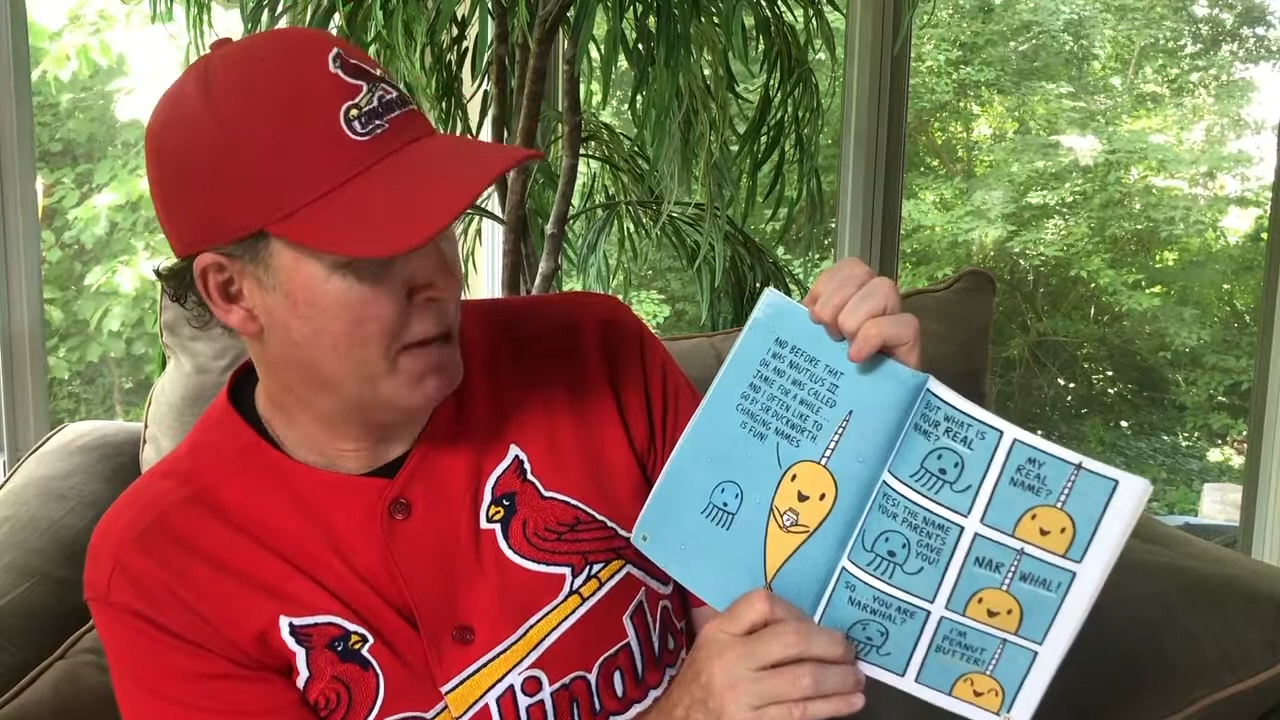 Cardinals
dinals
AND BEFORE THAT
I WAS NAUTILUS III.
OH, AND I WAS CALLED
JAMIE FOR A WHILE...
AND I OFTEN LIKE TO
GO BY SIR DUCKWORTH.
CHANGING NAMES
IS FUN!
BUT WHAT IS
YOUR REAL
NAME?
MY
REAL
NAME?
YES! THE NAME
YOUR PARENTS
GAVE
YOU!
NAR WHAL!
SO... YOU ARE
NARWHAL?
I'M
PEANUT
BUTTER!